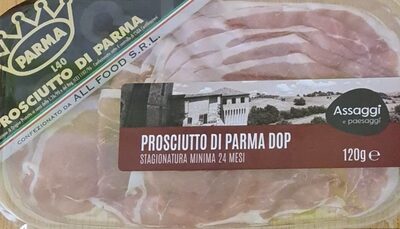 PARMA
L40
PROSCIUTTO DI PARMA
CONFEZIONATO DA ALL FOOD S.R.L.
Assaggi
e paesaggi
PROSCIUTTO DI PARMA DOP
STAGIONATURA MINIMA 24 MESI
120g e